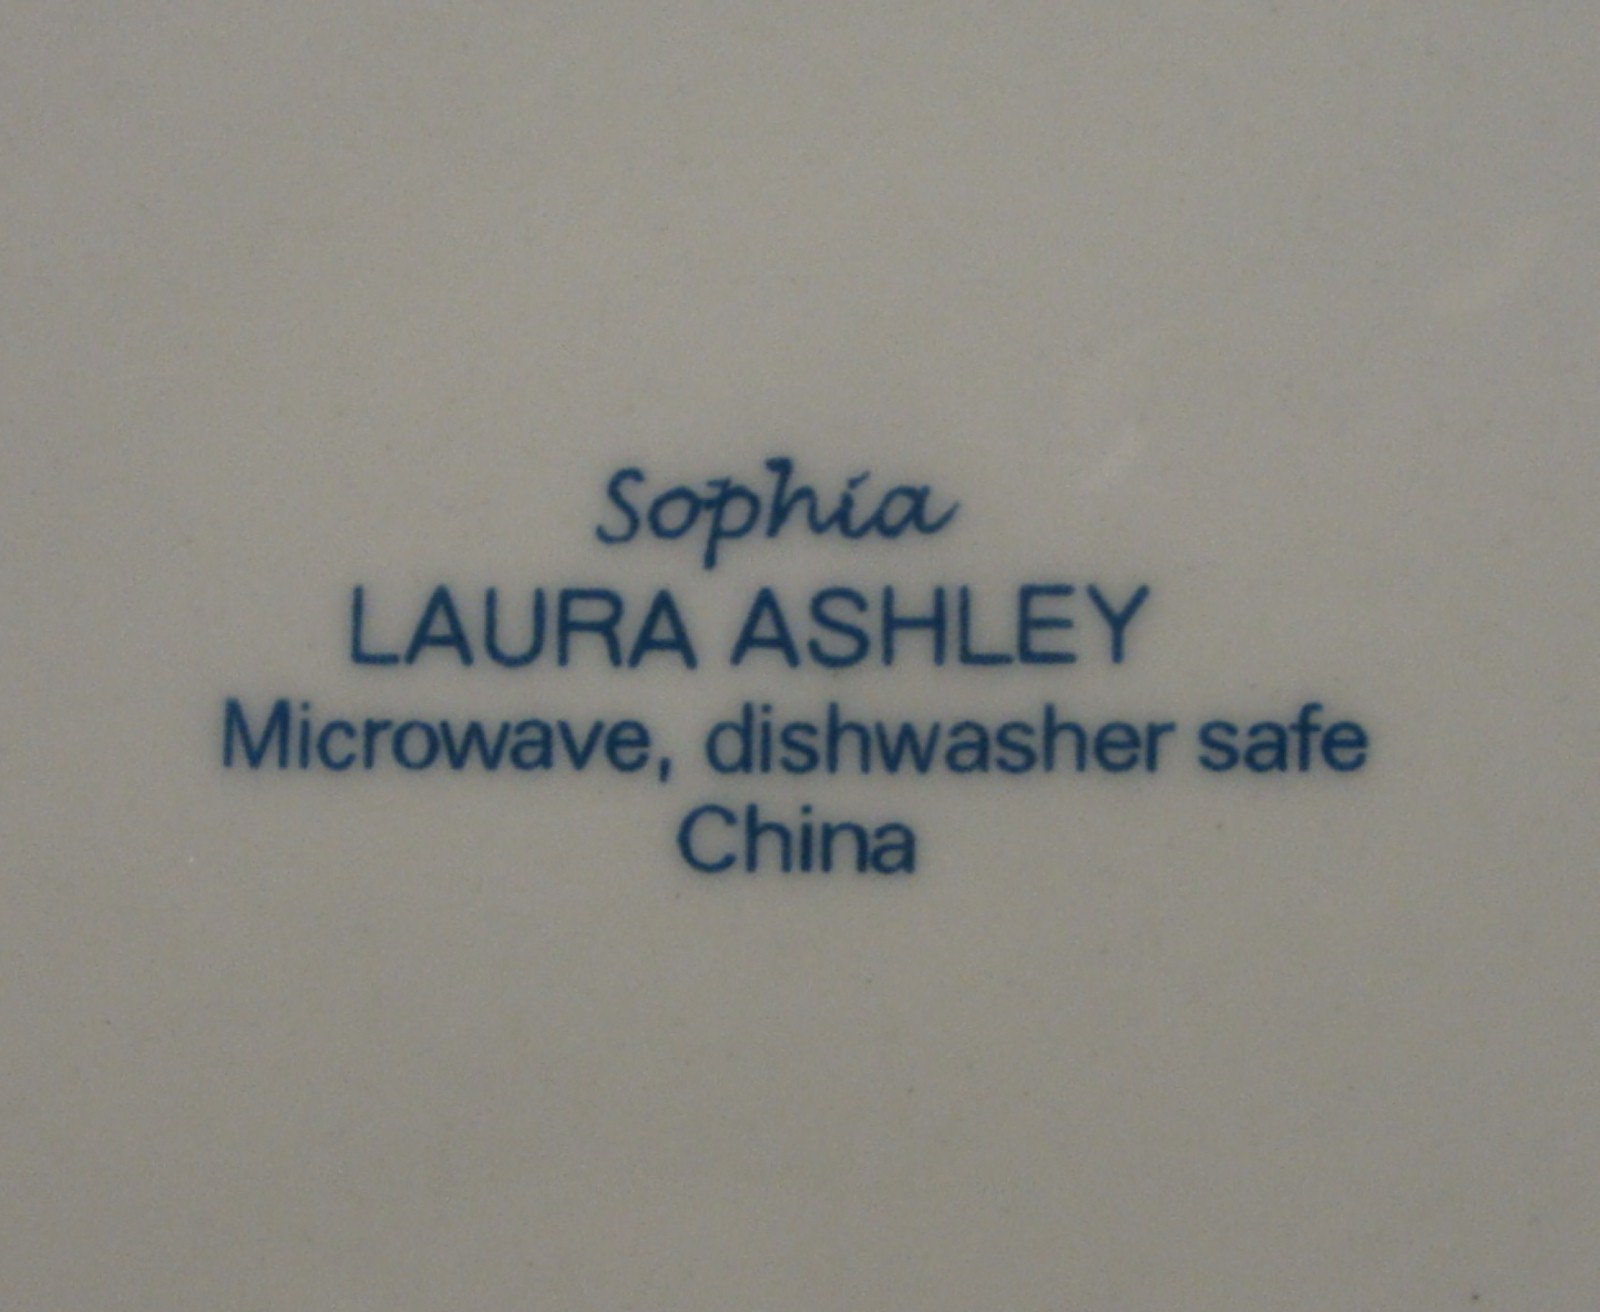 Sophia
LAURA ASHLEY
Microwave, dishwasher safe
China